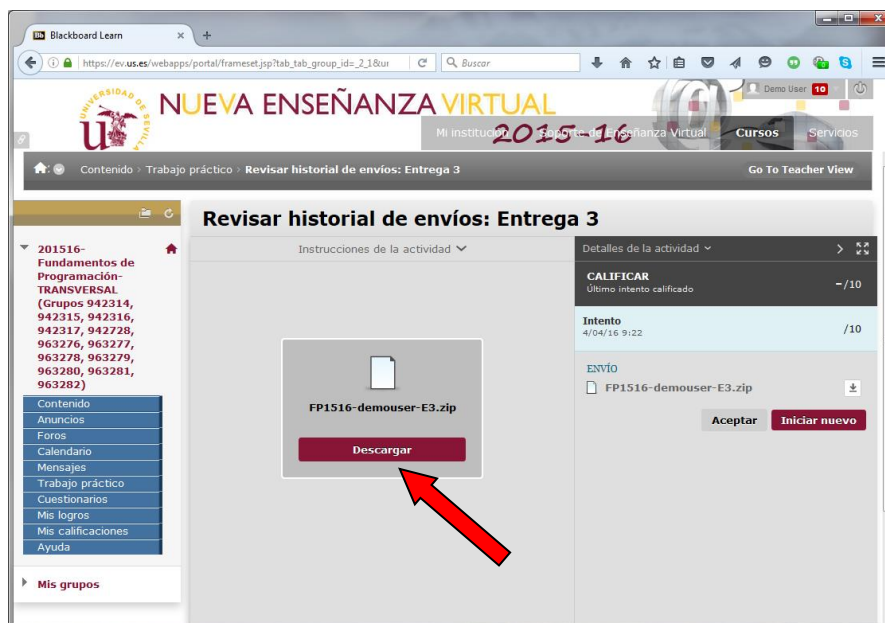 Bb Blackboard Learn × +
https://ev.us.es/webapps/portal/frameset.jsp?tab_tab_group_id=_2_1&ur
Buscar
UNIVERSIDAD DE SEVILLA
NUEVA ENSEÑANZA VIRTUAL
2015-16
Demo User 10
Mi institución
Soporte de Enseñanza Virtual
Cursos
Servicios
Contenido › Trabajo práctico › Revisar historial de envíos: Entrega 3
Go To Teacher View
Revisar historial de envíos: Entrega 3
201516-
Fundamentos de
Programación-
TRANSVERSAL
(Grupos 942314,
942315, 942316,
942317, 942728,
963276, 963277,
963278, 963279,
963280, 963281,
963282)
Contenido
Anuncios
Foros
Calendario
Mensajes
Trabajo práctico
Cuestionarios
Mis logros
Mis calificaciones
Ayuda
Mis grupos
Instrucciones de la actividad
FP1516-demouser-E3.zip
Descargar
Detalles de la actividad
CALIFICAR
Último intento calificado
-/10
Intento
4/04/16 9:22
/10
ENVÍO
FP1516-demouser-E3.zip
Aceptar
Iniciar nuevo